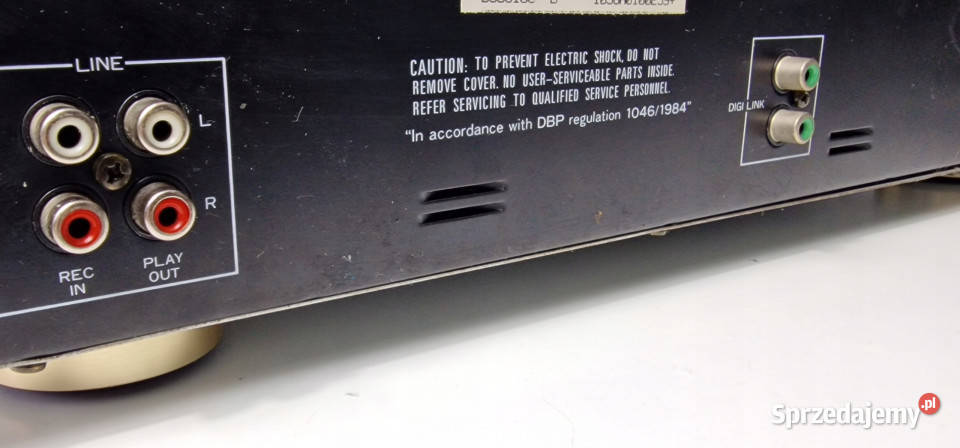 LINE
L
R
REC
IN
PLAY
OUT
CAUTION: TO PREVENT ELECTRIC SHOCK, DO NOT
REMOVE COVER. NO USER-SERVICEABLE PARTS INSIDE.
REFER SERVICING TO QUALIFIED SERVICE PERSONNEL.
"In accordance with DBP regulation 1046/1984"
DIGI LINK
Sprzedajemy.pl